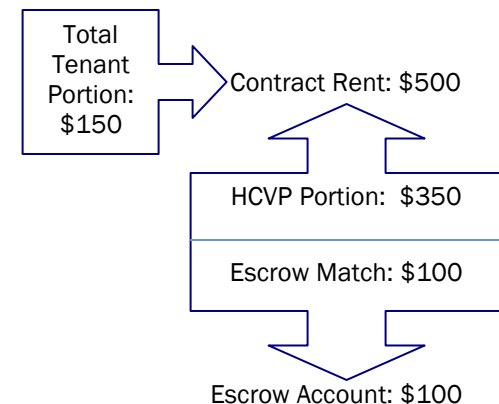 Total
Tenant
Portion:
$150
Contract Rent: $500
HCVP Portion:  $350
Escrow Match: $100
Escrow Account: $100